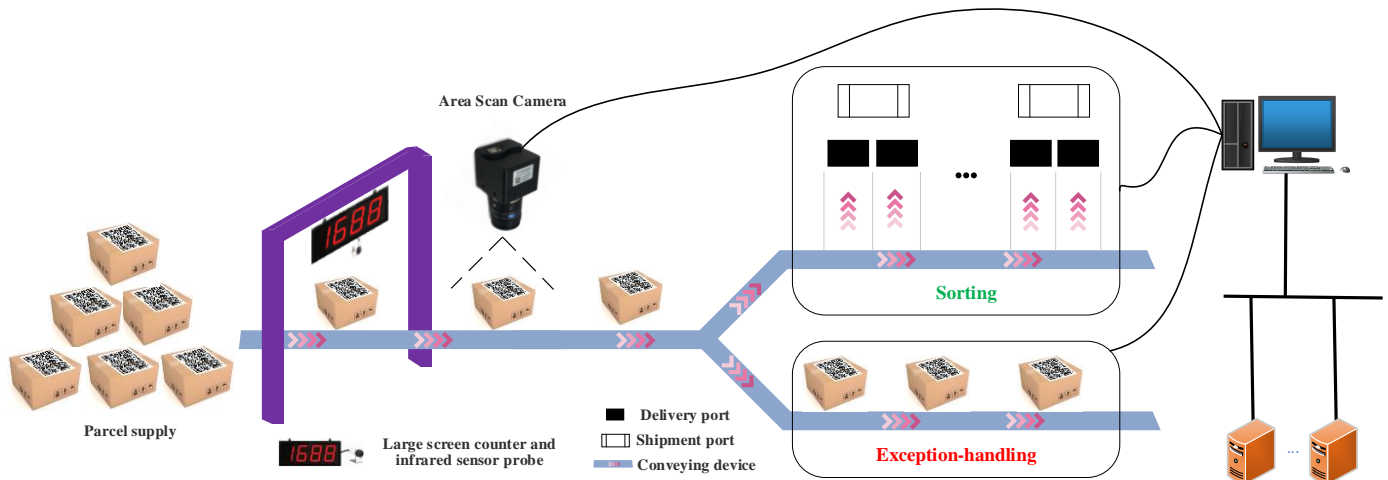 Area Scan Camera
1688
Sorting
Parcel supply
1688
Large screen counter and
infrared sensor probe
Delivery port
Shipment port
Conveying device
Exception-handling